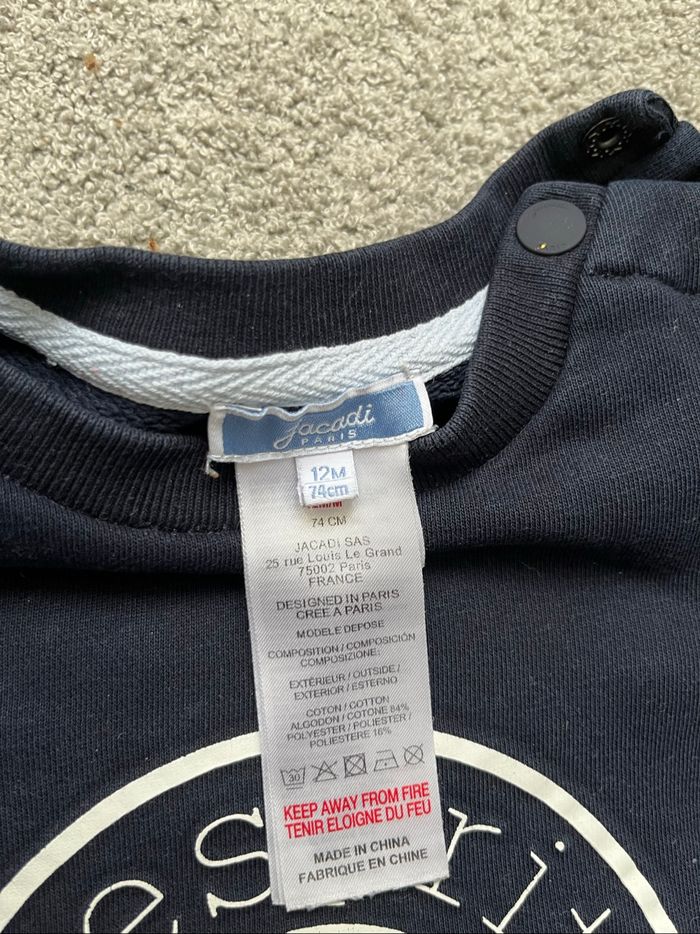 Jacadi
PARIS
12M
74cm
74 CM
JACADI SAS
25 rue Louis Le Grand
75002 Paris
FRANCE
DESIGNED IN PARIS
CREE A PARIS
MODELE DEPOSE
COMPOSITION / COMPOSICIÓN
COMPOSIZIONE:
EXTÉRIEUR / OUTSIDE /
EXTERIOR / ESTERNO
COTON / COTTON
ALGODON / COTONE 84%
POLYESTER / POLIESTER /
POLIESTERE 16%
30
KEEP AWAY FROM FIRE
TENIR ELOIGNE DU FEU
MADE IN CHINA
FABRIQUE EN CHINE